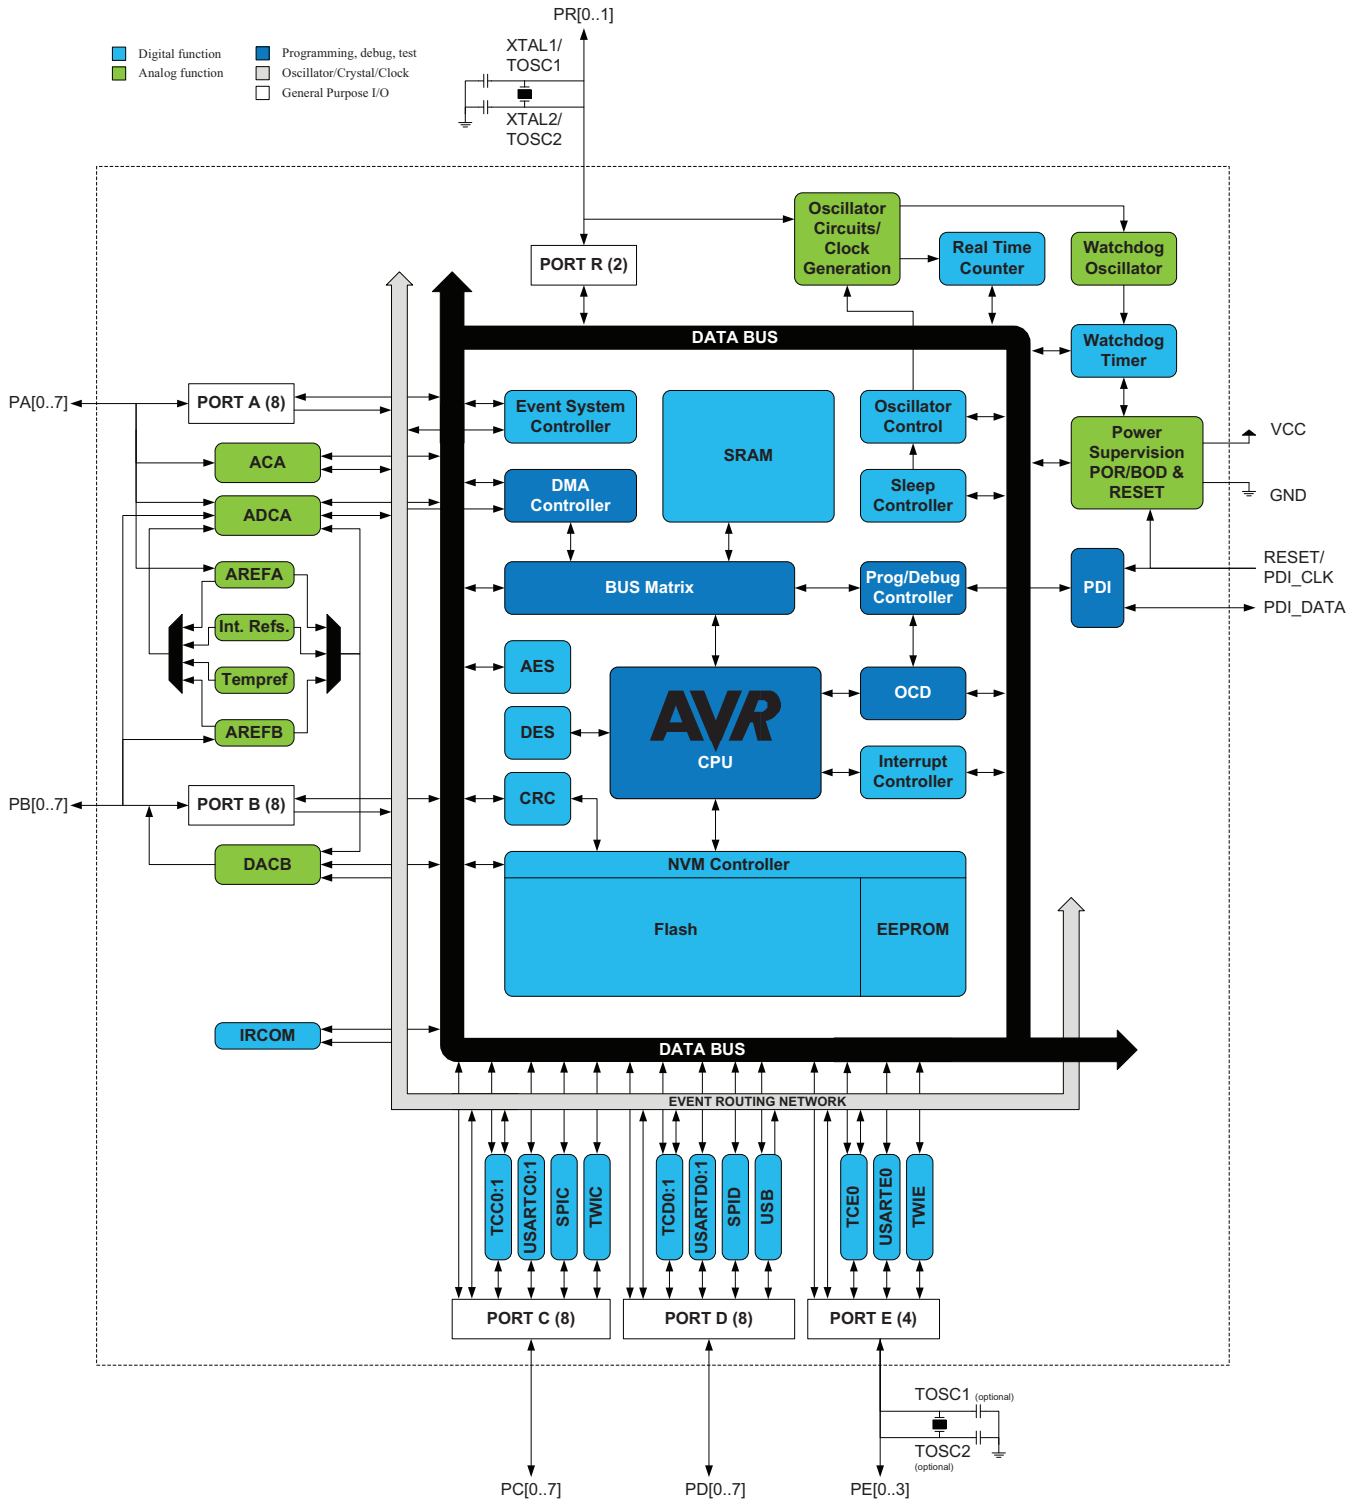 PR[0..1]
Digital function
Analog function
Programming, debug, test
Oscillator/Crystal/Clock
General Purpose I/O
XTAL1/
TOSC1
XTAL2/
TOSC2
Oscillator
Circuits/
Clock
Generation
Real Time
Counter
Watchdog
Oscillator
PORT R (2)
DATA BUS
Watchdog
Timer
PA[0..7]
PORT A (8)
Event System
Controller
SRAM
Oscillator
Control
Power
Supervision
POR/BOD &
RESET
VCC
GND
ACA
DMA
Controller
Sleep
Controller
ADCA
RESET/
PDI_CLK
PDI_DATA
AREFA
BUS Matrix
Prog/Debug
Controller
PDI
Int. Refs.
AES
Tempref
AVR
CPU
OCD
AREFB
DES
Interrupt
Controller
PB[0..7]
PORT B (8)
CRC
DACB
NVM Controller
Flash
EEPROM
IRCOM
DATA BUS
EVENT ROUTING NETWORK
TCC0:1
USARTC0:1
SPIC
TWIC
TCD0:1
USARTD0:1
SPID
USB
TCE0
USARTE0
TWIE
PORT C (8)
PORT D (8)
PORT E (4)
TOSC1 (optional)
TOSC2
(optional)
PC[0..7]
PD[0..7]
PE[0..3]